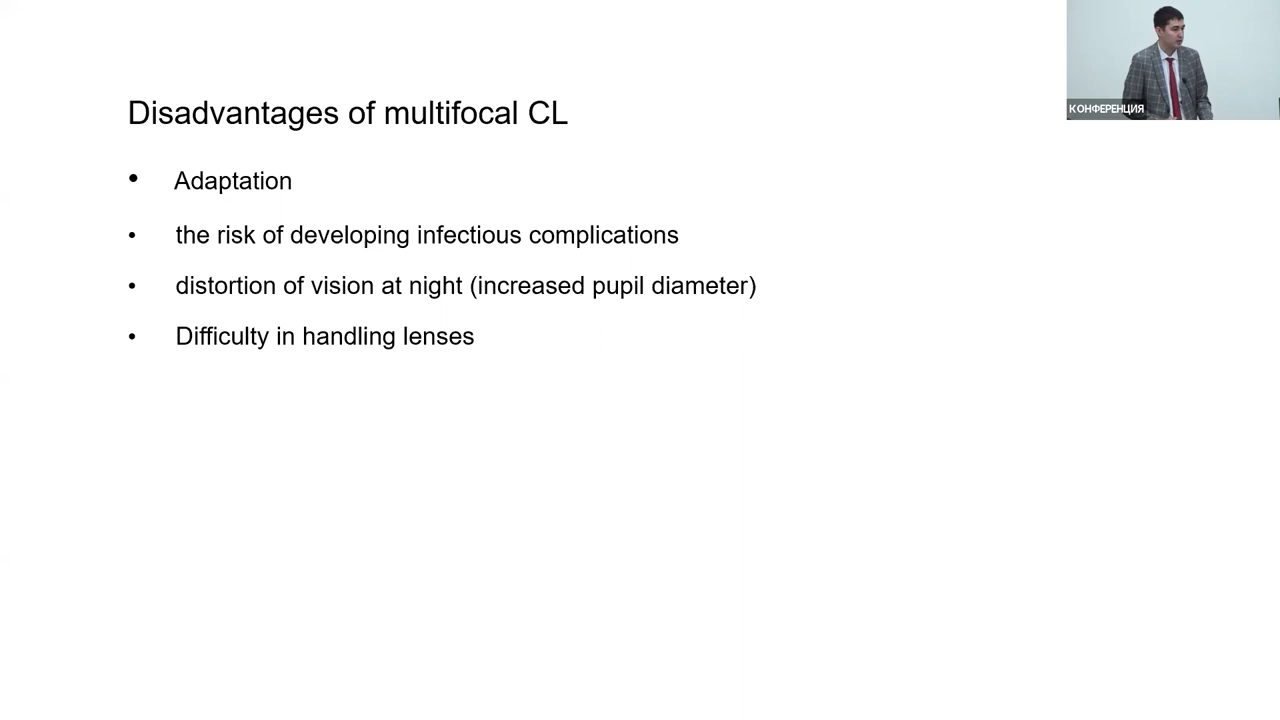 Disadvantages of multifocal CL
• Adaptation
• the risk of developing infectious complications
• distortion of vision at night (increased pupil diameter)
• Difficulty in handling lenses
КОНФЕРЕНЦИЯ